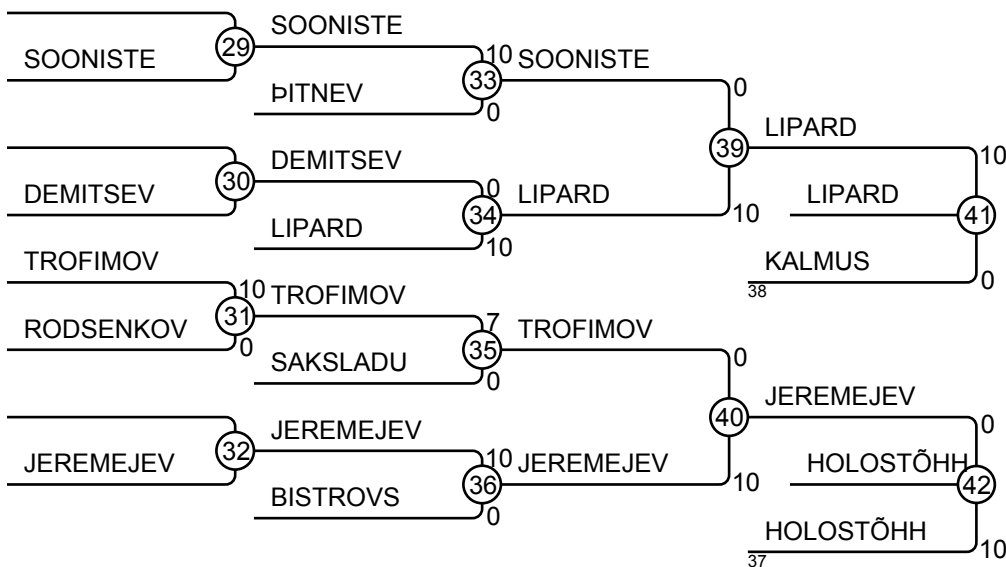 SOONISTE
29
SOONISTE
10
33
ÞITNEV
0
SOONISTE
0
39
LIPARD
10
DEMITSEV
30
DEMITSEV
0
34
LIPARD
10
LIPARD
10
LIPARD
41
KALMUS
38
0
TROFIMOV
10
31
RODSENKOV
0
TROFIMOV
7
35
SAKSLADU
0
TROFIMOV
0
40
JEREMEJEV
0
JEREMEJEV
32
JEREMEJEV
10
36
BISTROVS
0
JEREMEJEV
10
HOLOSTÕHH
42
HOLOSTÕHH
37
10